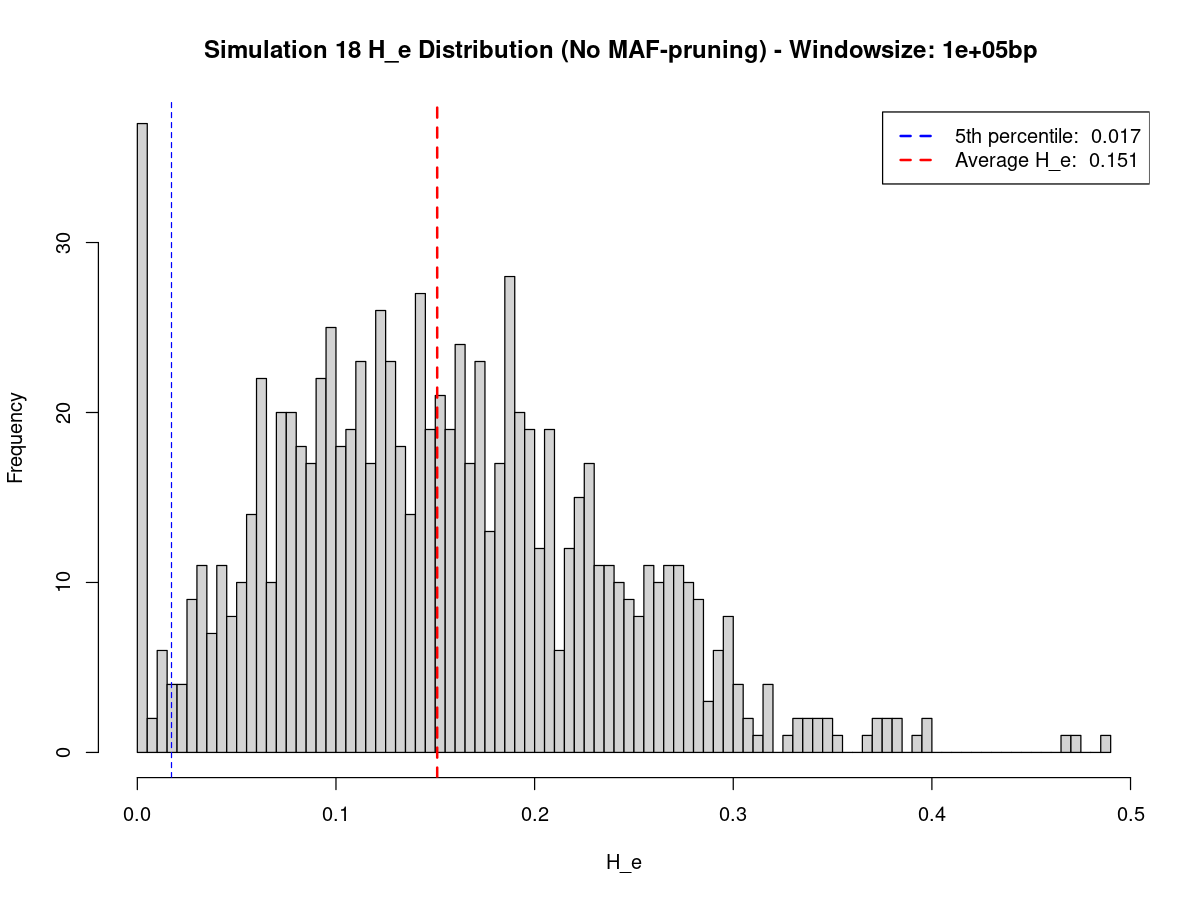 Simulation 18 H_e Distribution (No MAF-pruning) - Windowsize: 1e+05bp
5th percentile: 0.017
Average H_e: 0.151
Frequency
30
20
10
0
0.0 0.1 0.2 0.3 0.4 0.5
H_e